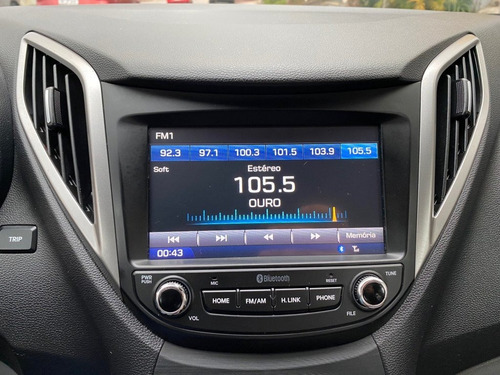 FM1
92.3 97.1 100.3 101.5 103.9 105.5
Soft
Estéreo
105.5
OURO
Memória
00:43
TRIP
PWR PUSH
MIC
Bluetooth
RESET
TUNE
HOME FM/AM H.LINK PHONE
VOL
FILE